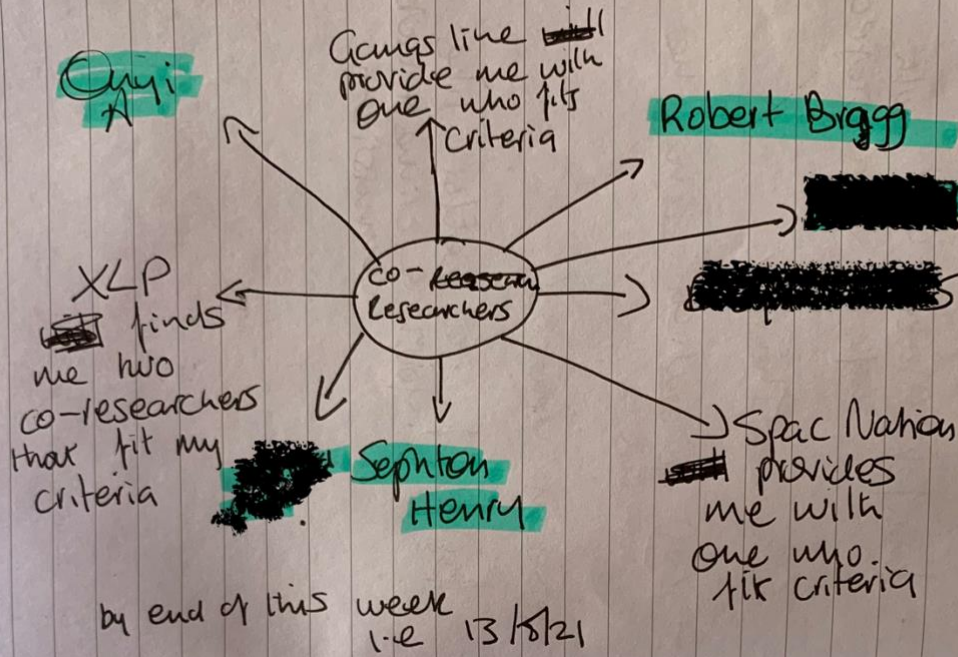 Gangs line
provide me with
one who fits
criteria
A
Robert Bragg
co-
Researchers
XLP
finds
me two
co-researchers
that fit my
criteria
Sephton
Henry
Spac Nation
provides
me with
one who.
fit criteria
by end of this week
i.e 13/8/21